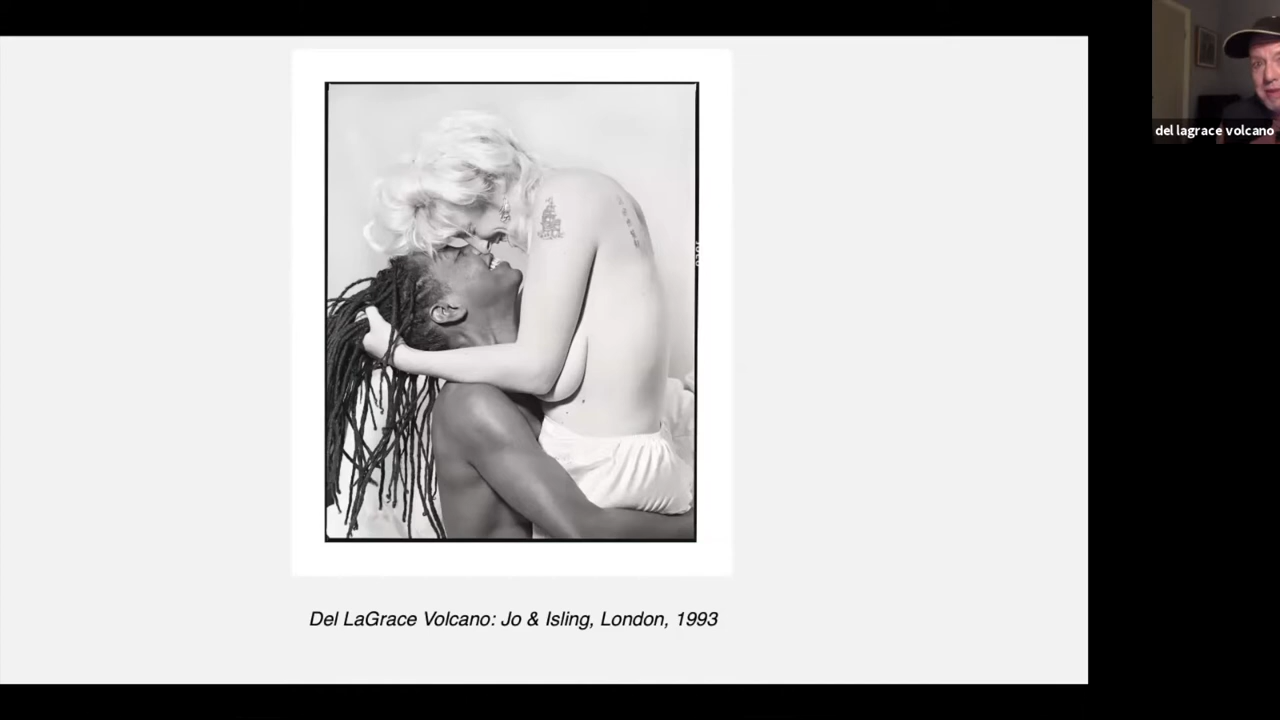 del lagrace volcano
Del LaGrace Volcano: Jo & Isling, London, 1993